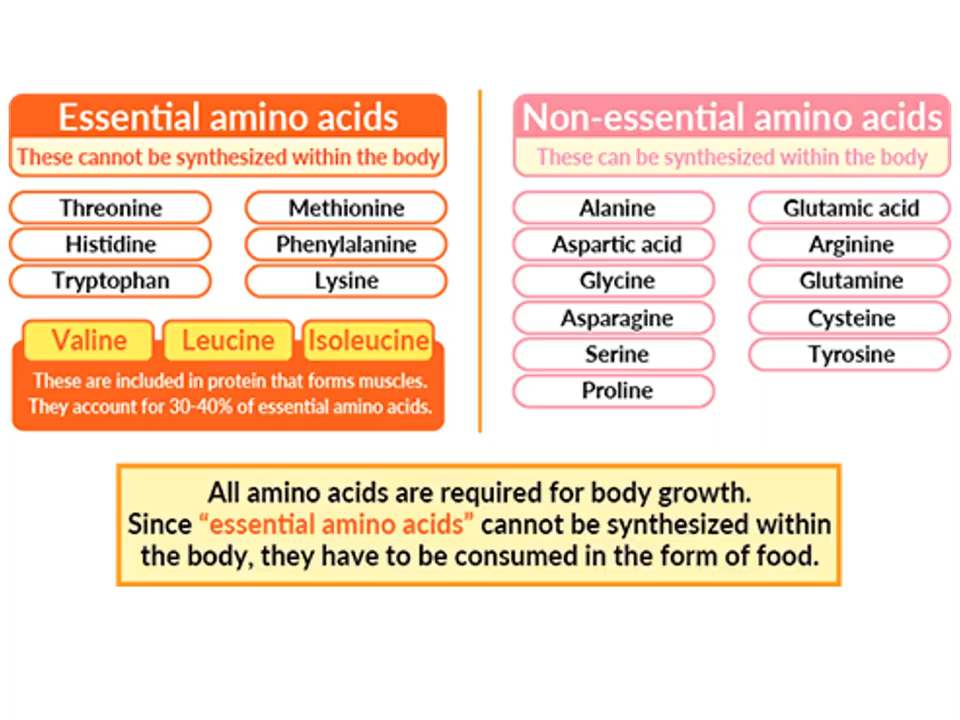 Essential amino acids
These cannot be synthesized within the body
Threonine
Methionine
Histidine
Phenylalanine
Tryptophan
Lysine
Valine
Leucine
Isoleucine
These are included in protein that forms muscles.
They account for 30-40% of essential amino acids.
Non-essential amino acids
These can be synthesized within the body
Alanine
Glutamic acid
Aspartic acid
Arginine
Glycine
Glutamine
Asparagine
Cysteine
Serine
Tyrosine
Proline
All amino acids are required for body growth.
Since “essential amino acids” cannot be synthesized within
the body, they have to be consumed in the form of food.